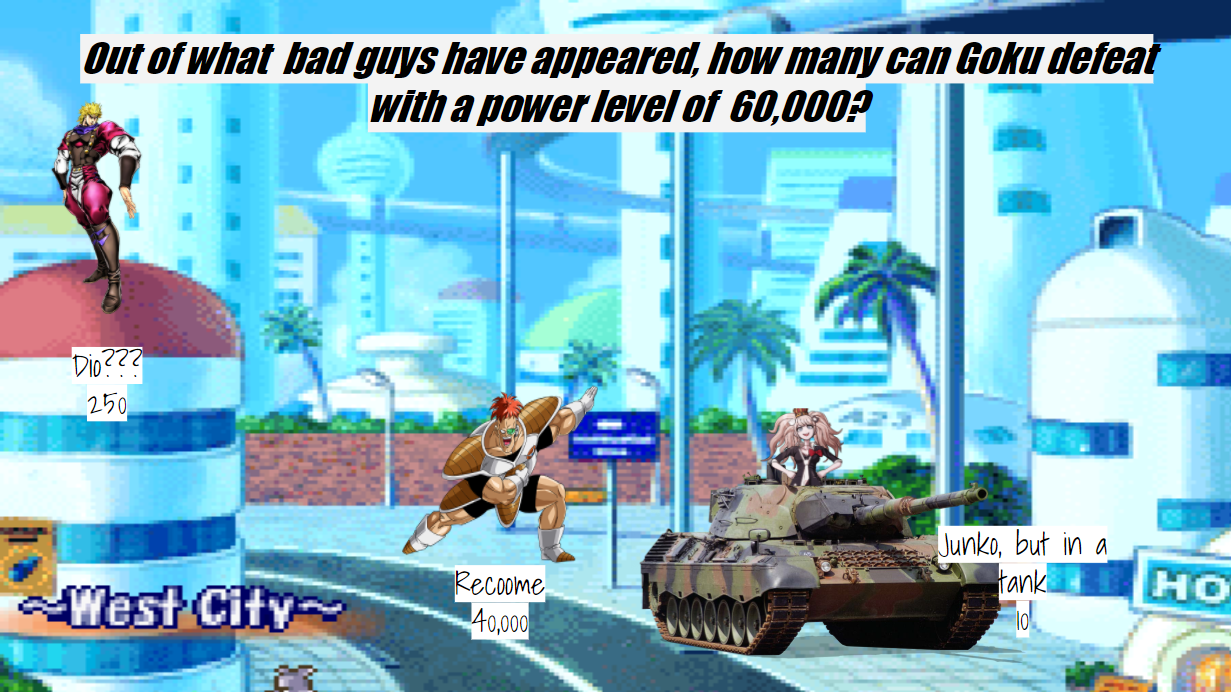 Out of what bad guys have appeared, how many can Goku defeat
with a power level of 60,000?
Dio???
250
Recoome
40,000
Junko, but in a
tank
10
~West City~
HO